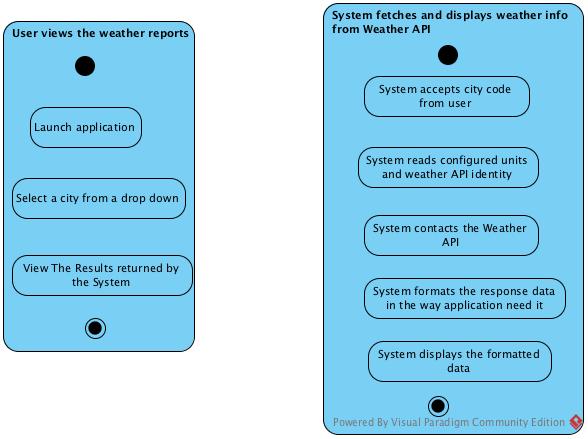 User views the weather reports
Launch application
Select a city from a drop down
View The Results returned by
the System
System fetches and displays weather info
from Weather API
System accepts city code
from user
System reads configured units
and weather API identity
System contacts the Weather
API
System formats the response data
in the way application need it
System displays the formatted
data
Powered By Visual Paradigm Community Edition